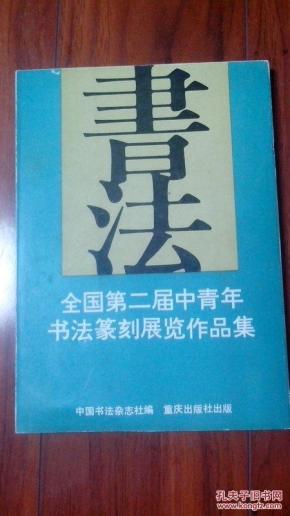 書法
全国第二届中青年
书法篆刻展览作品集
中国书法杂志社编 重庆出版社出版
孔夫子旧书网